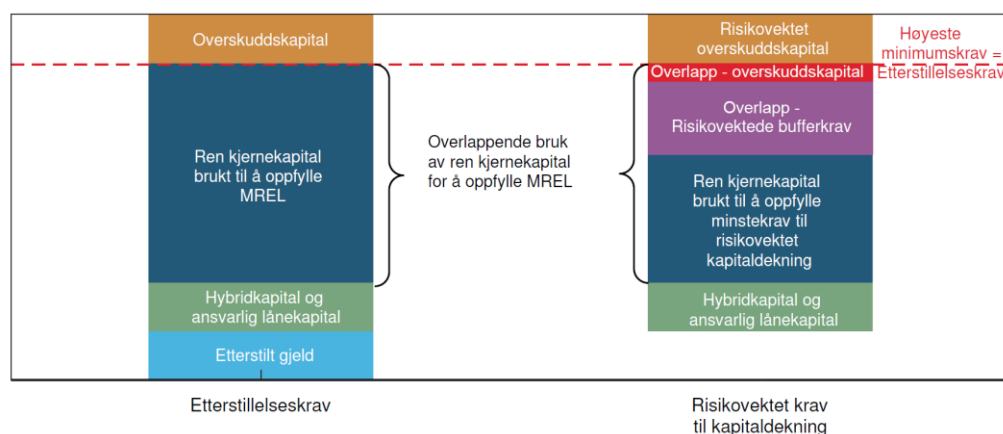 Overskuddskapital
Ren kjernekapital
brukt til å oppfylle
MREL
Hybridkapital og
ansvarlig lånekapital
Etterstilt gjeld
Etterstillelseskrav
Overlappende bruk
av ren kjernekapital
for å oppfylle MREL
Risikovektet
overskuddskapital
Overlapp - overskuddskapital
Overlapp -
Risikovektede bufferkrav
Ren kjernekapital
brukt til å oppfylle
minstekrav til
risikovektet
kapitaldekning
Hybridkapital og
ansvarlig lånekapital
Risikovektet krav
til kapitaldekning
Høyeste
minimumskrav =
Etterstillelseskrav